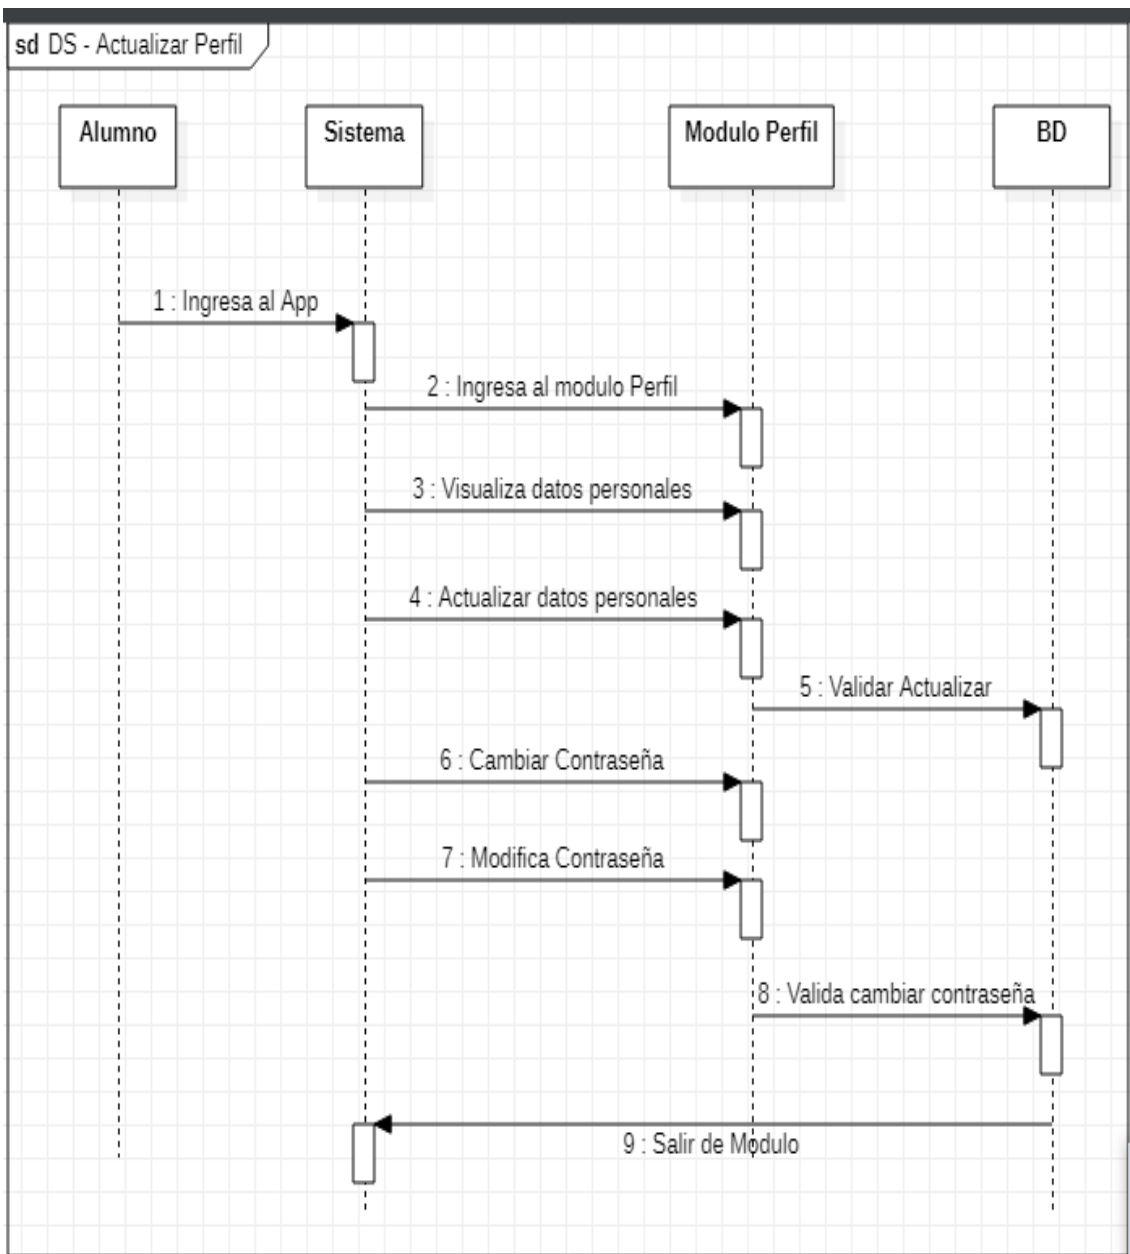 sd DS - Actualizar Perfil
Alumno
Sistema
Modulo Perfil
BD
1 : Ingresa al App
2 : Ingresa al modulo Perfil
3 : Visualiza datos personales
4 : Actualizar datos personales
5 : Validar Actualizar
6 : Cambiar Contraseña
7 : Modifica Contraseña
8 : Valida cambiar contraseña
9 : Salir de Modulo